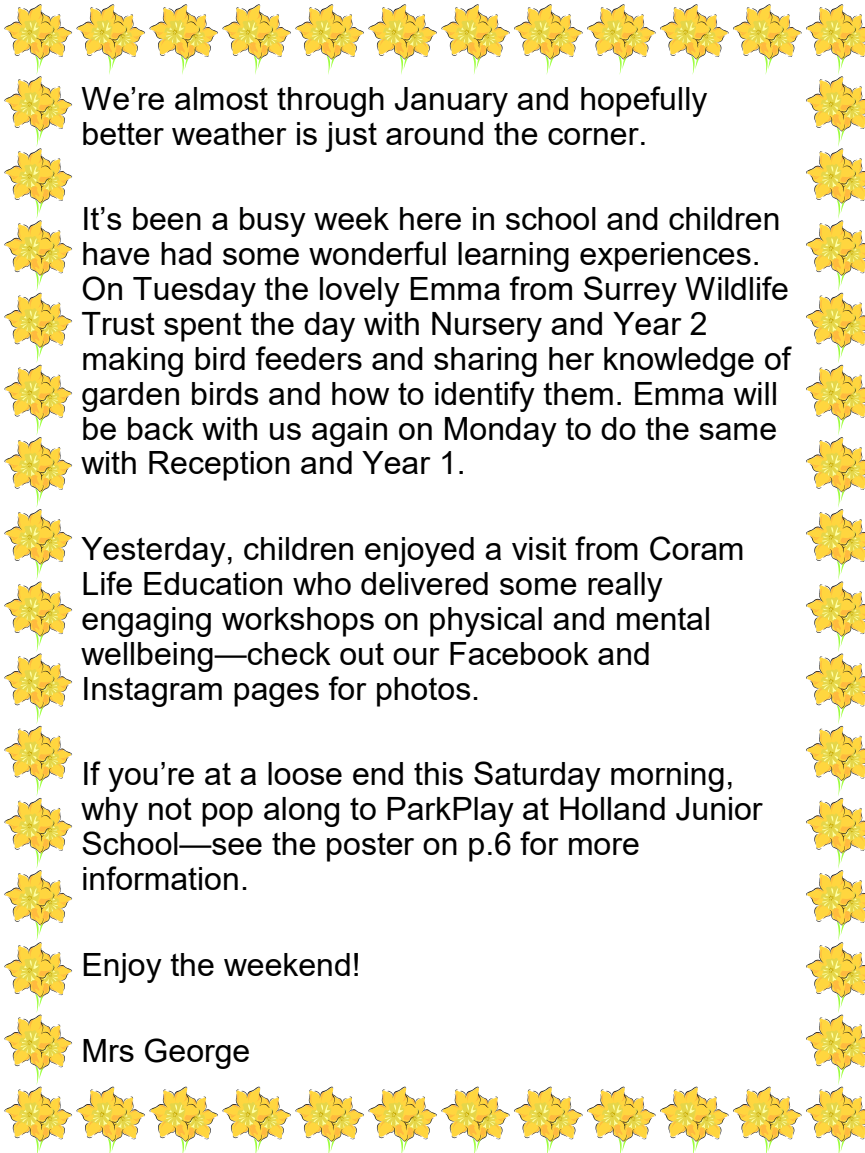 We’re almost through January and hopefully
better weather is just around the corner.
It’s been a busy week here in school and children
have had some wonderful learning experiences.
On Tuesday the lovely Emma from Surrey Wildlife
Trust spent the day with Nursery and Year 2
making bird feeders and sharing her knowledge of
garden birds and how to identify them. Emma will
be back with us again on Monday to do the same
with Reception and Year 1.
Yesterday, children enjoyed a visit from Coram
Life Education who delivered some really
engaging workshops on physical and mental
wellbeing—check out our Facebook and
Instagram pages for photos.
If you’re at a loose end this Saturday morning,
why not pop along to ParkPlay at Holland Junior
School—see the poster on p.6 for more
information.
Enjoy the weekend!
Mrs George